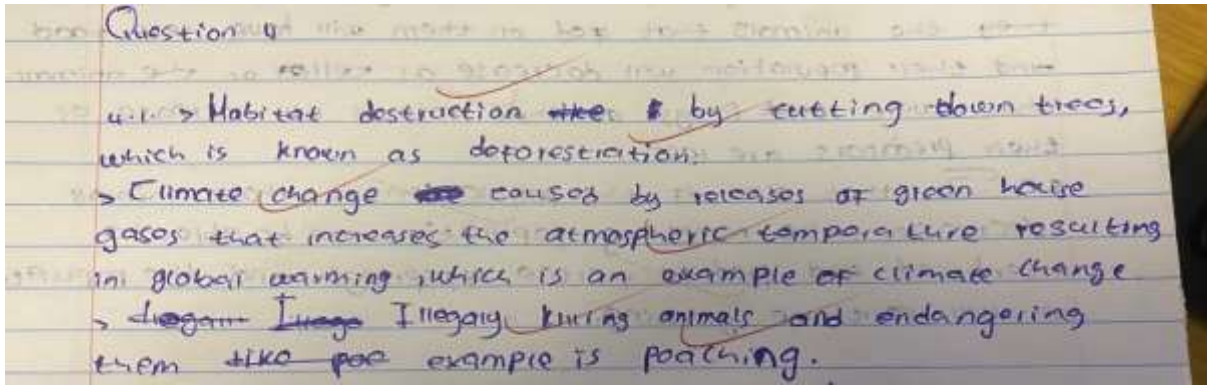 Question 4
4.1. > Habitat destruction by cutting down trees,
which is known as deforestration.
> Climate change caused by releases of green house
gases that increases the atmospheric temperature resulting
in global warming, which is an example of climate change
> Illegaly killing animals and endangering
them example is poaching.